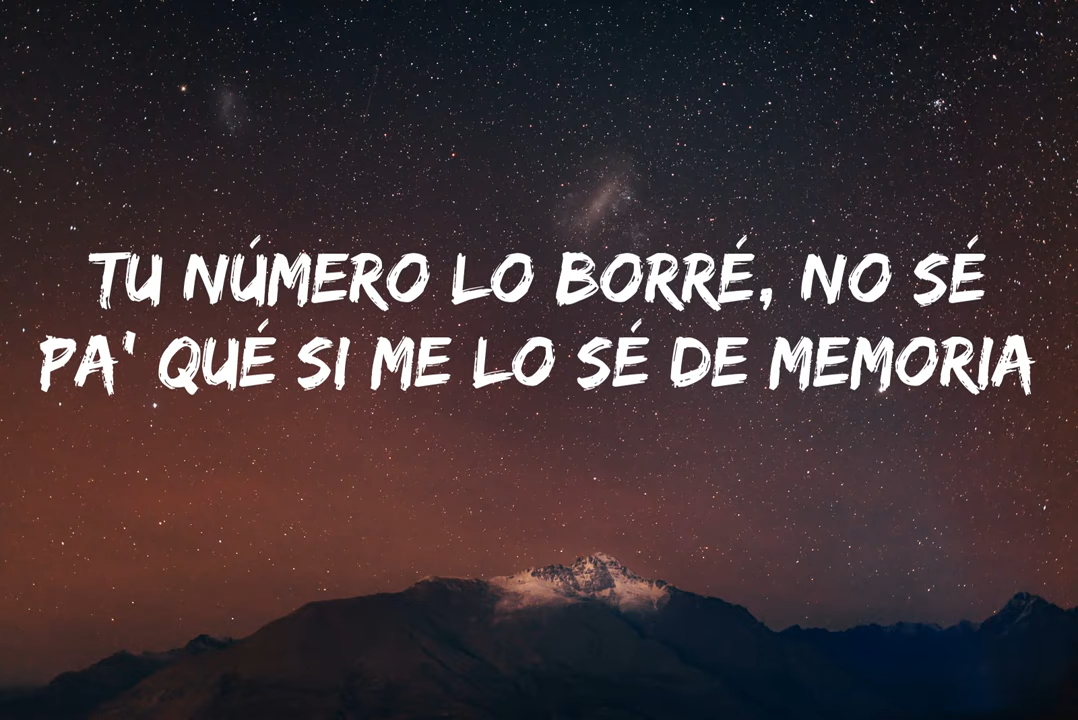 TU NÚMERO LO BORRÉ, NO SÉ
PA' QUÉ SI ME LO SÉ DE MEMORIA